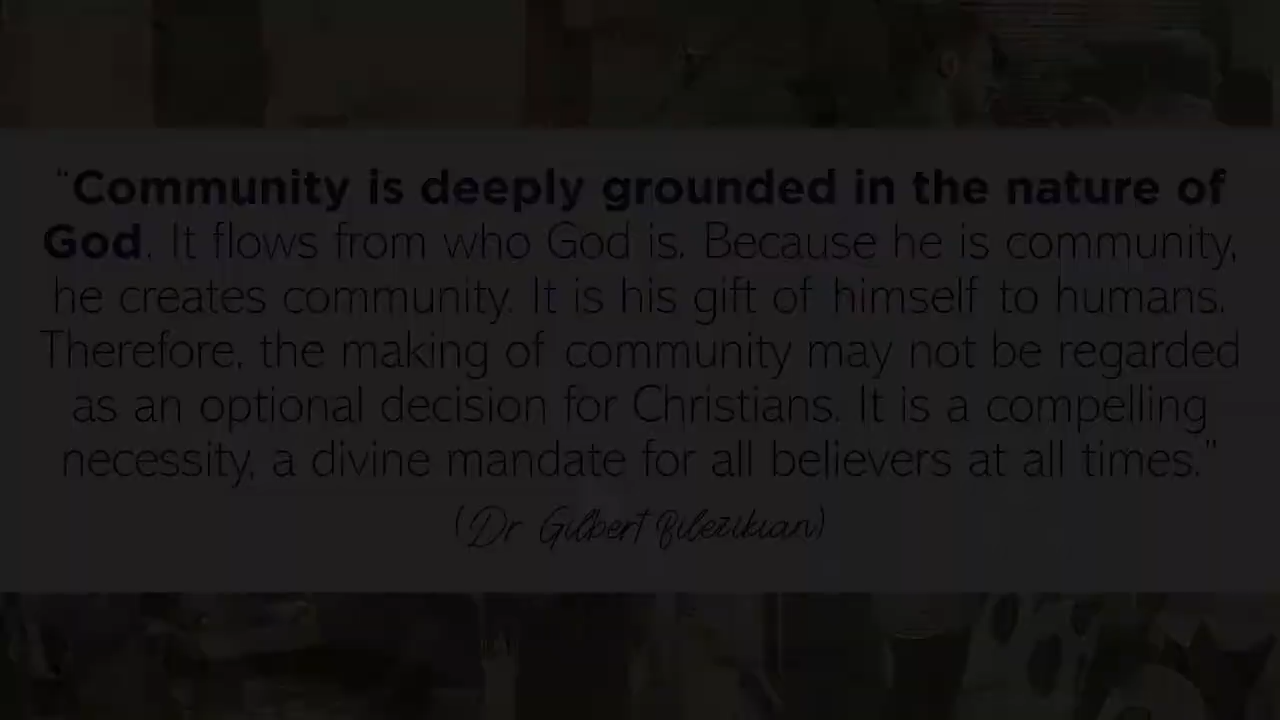 "Community is deeply grounded in the nature of
God. It flows from who God is. Because he is community,
he creates community. It is his gift of himself to humans.
Therefore, the making of community may not be regarded
as an optional decision for Christians. It is a compelling
necessity, a divine mandate for all believers at all times."
(Dr Gilbert Bilezikian)